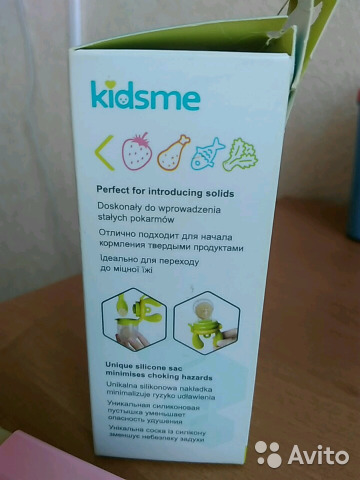 kidsme
Perfect for introducing solids
Doskonały do wprowadzenia
stałych pokarmów
Отлично подходит для начала
кормления твердыми продуктами
Ідеально для переходу
до міцної їжі
Unique silicone sac
minimises choking hazards
Unikalna silikonowa nakładka
minimalizuje ryzyko udławienia
Уникальная силиконовая
пустышка уменьшает
опасность удушения
Унікальна соска із силікону
зменшує небезпеку задухи
Avito